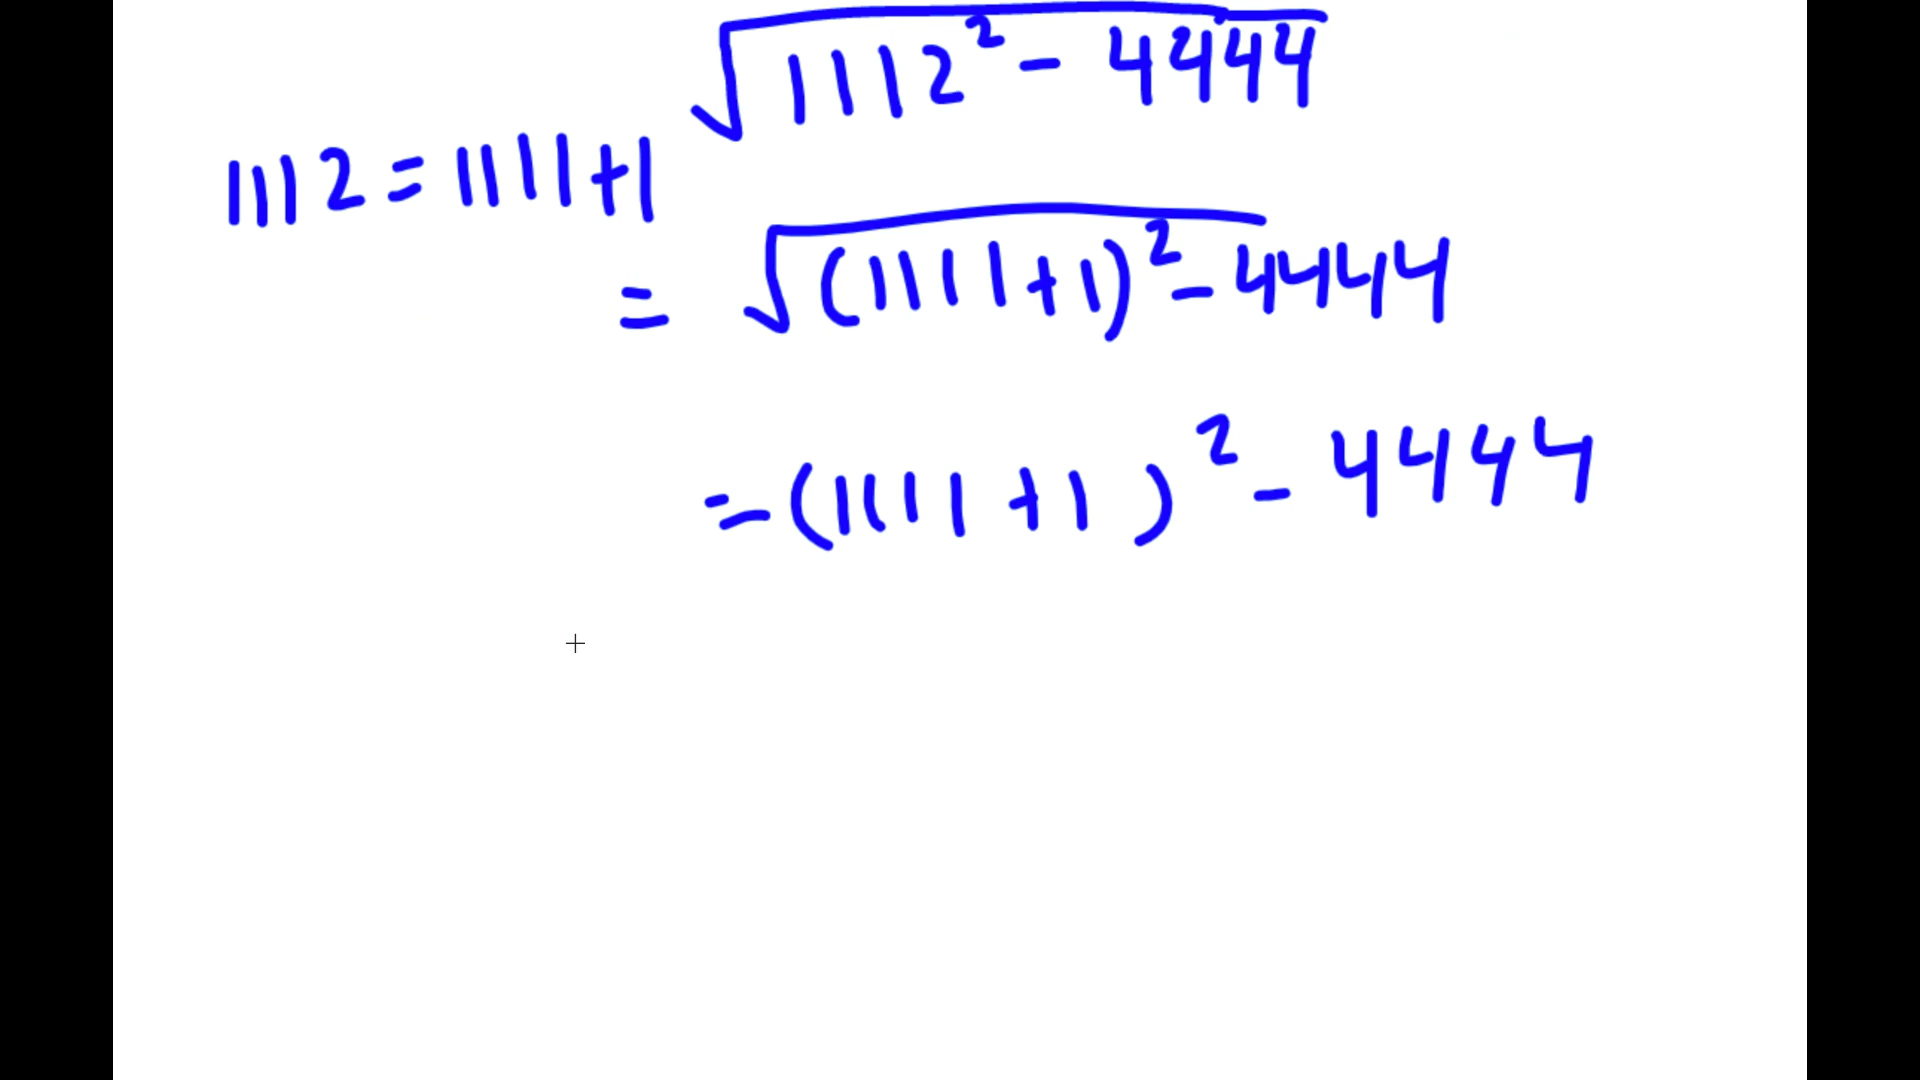 √(1112² - 4444)
1112 = 1111+1
= √(1111+1)² - 4444
= (1111 + 1)² - 4444